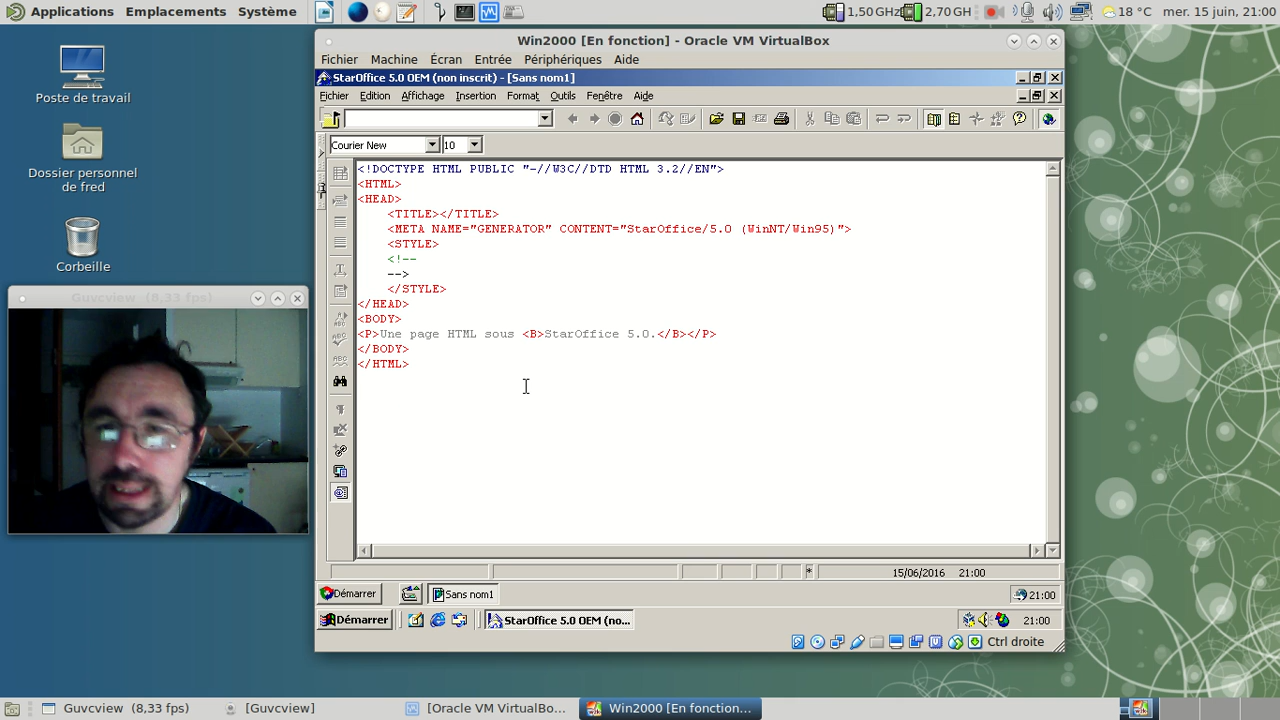 Applications Emplacements Système
1,50 GHz 2,70 GH 18 °C mer. 15 juin, 21:00
Poste de travail
Dossier personnel
de fred
Corbeille
Guvcview (8,33 fps)
Win2000 [En fonction] - Oracle VM VirtualBox
Fichier Machine Écran Entrée Périphériques Aide
StarOffice 5.0 OEM (non inscrit) - [Sans nom1]
Fichier Edition Affichage Insertion Format Outils Fenêtre Aide
Courier New 10
<!DOCTYPE HTML PUBLIC "-//W3C//DTD HTML 3.2//EN">
<HTML>
<HEAD>
<TITLE></TITLE>
<META NAME="GENERATOR" CONTENT="StarOffice/5.0 (WinNT/Win95)">
<STYLE>
<!--
-->
</STYLE>
</HEAD>
<BODY>
<P>Une page HTML sous <B>StarOffice 5.0.</B></P>
</BODY>
</HTML>
* 15/06/2016 21:00
Démarrer Sans nom1 21:00
Démarrer StarOffice 5.0 OEM (no... 21:00
Ctrl droite
Guvcview (8,33 fps) [Guvcview] [Oracle VM VirtualBo... Win2000 [En fonction]...